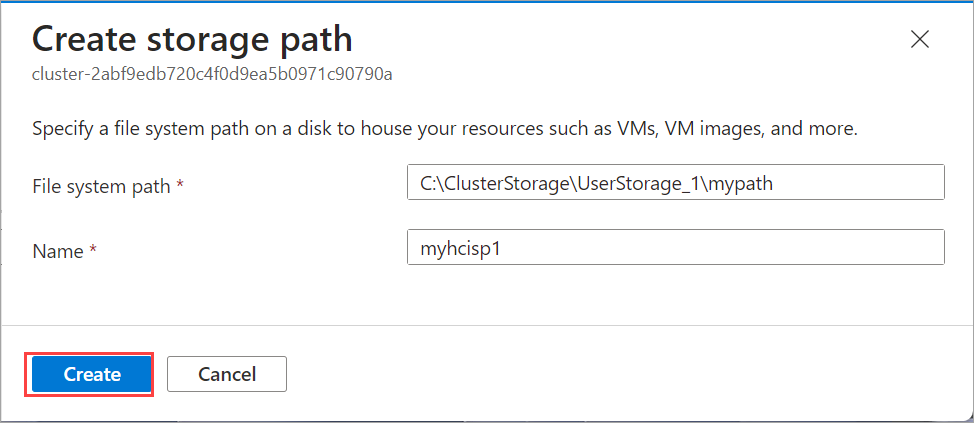 Create storage path
cluster-2abf9edb720c4f0d9ea5b0971c90790a
Specify a file system path on a disk to house your resources such as VMs, VM images, and more.
File system path *
C:\ClusterStorage\UserStorage_1\mypath
Name *
myhcisp1
Create
Cancel